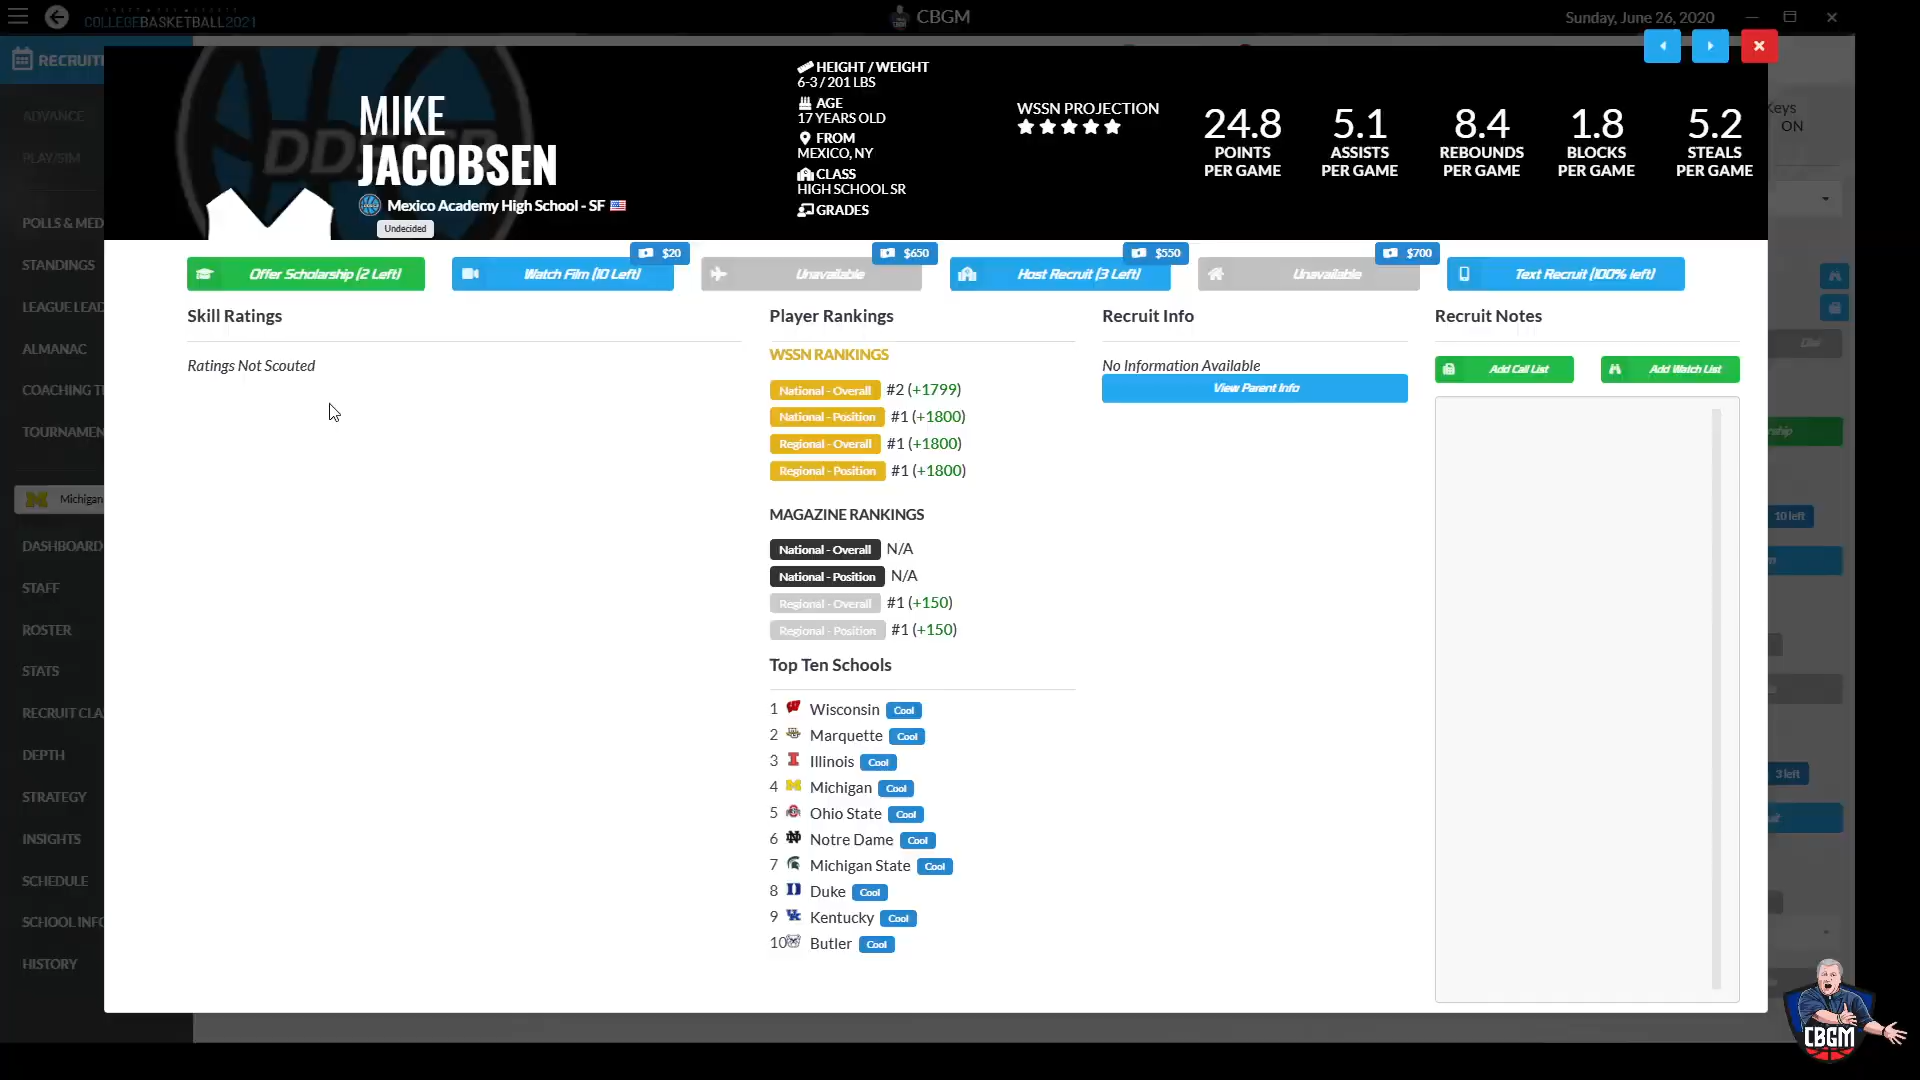 COLLEGEBASKETBALL2021
CBGM
Sunday, June 26, 2020
RECRUIT
ADVANCE
PLAY/SIM
POLLS & MED
STANDINGS
LEAGUE LEAD
ALMANAC
COACHING T
TOURNAMEN
Michigan
DASHBOARD
STAFF
ROSTER
STATS
RECRUIT CLA
DEPTH
STRATEGY
INSIGHTS
SCHEDULE
SCHOOL INFO
HISTORY
MIKE
JACOBSEN
Mexico Academy High School - SF
Undecided
HEIGHT / WEIGHT
6-3 / 201 LBS
AGE
17 YEARS OLD
FROM
MEXICO, NY
CLASS
HIGH SCHOOL SR
GRADES
WSSN PROJECTION
24.8
POINTS
PER GAME
5.1
ASSISTS
PER GAME
8.4
REBOUNDS
PER GAME
1.8
BLOCKS
PER GAME
5.2
STEALS
PER GAME
Keys
ON
$20
$650
$550
$700
Offer Scholarship (2 Left)
Watch Film (10 Left)
Unavailable
Host Recruit (3 Left)
Unavailable
Text Recruit (100% left)
Skill Ratings
Ratings Not Scouted
Player Rankings
WSSN RANKINGS
National - Overall #2 (+1799)
National - Position #1 (+1800)
Regional - Overall #1 (+1800)
Regional - Position #1 (+1800)
MAGAZINE RANKINGS
National - Overall N/A
National - Position N/A
Regional - Overall #1 (+150)
Regional - Position #1 (+150)
Top Ten Schools
1 Wisconsin Cool
2 Marquette Cool
3 Illinois Cool
4 Michigan Cool
5 Ohio State Cool
6 Notre Dame Cool
7 Michigan State Cool
8 Duke Cool
9 Kentucky Cool
10 Butler Cool
Recruit Info
No Information Available
View Parent Info
Recruit Notes
Add Call List
Add Watch List
10 left
3 left
CBGM